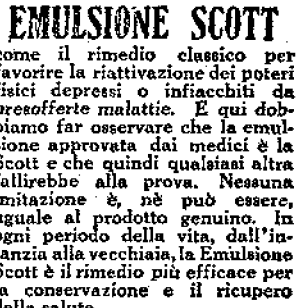 EMULSIONE SCOTT
come il rimedio classico per
favorire la riattivazione dei poteri
fisici depressi o infiacchiti da
presofferte malattie. E qui dob-
biamo far osservare che la emul-
sione approvata dai medici è la
Scott e che quindi qualsiasi altra
fallirebbe alla prova. Nessuna
imitazione è, nè può essere,
uguale al prodotto genuino. In
ogni periodo della vita, dall'in-
fanzia alla vecchiaia, la Emulsione
Scott è il rimedio più efficace per
la conservazione e il ricupero
della salute.